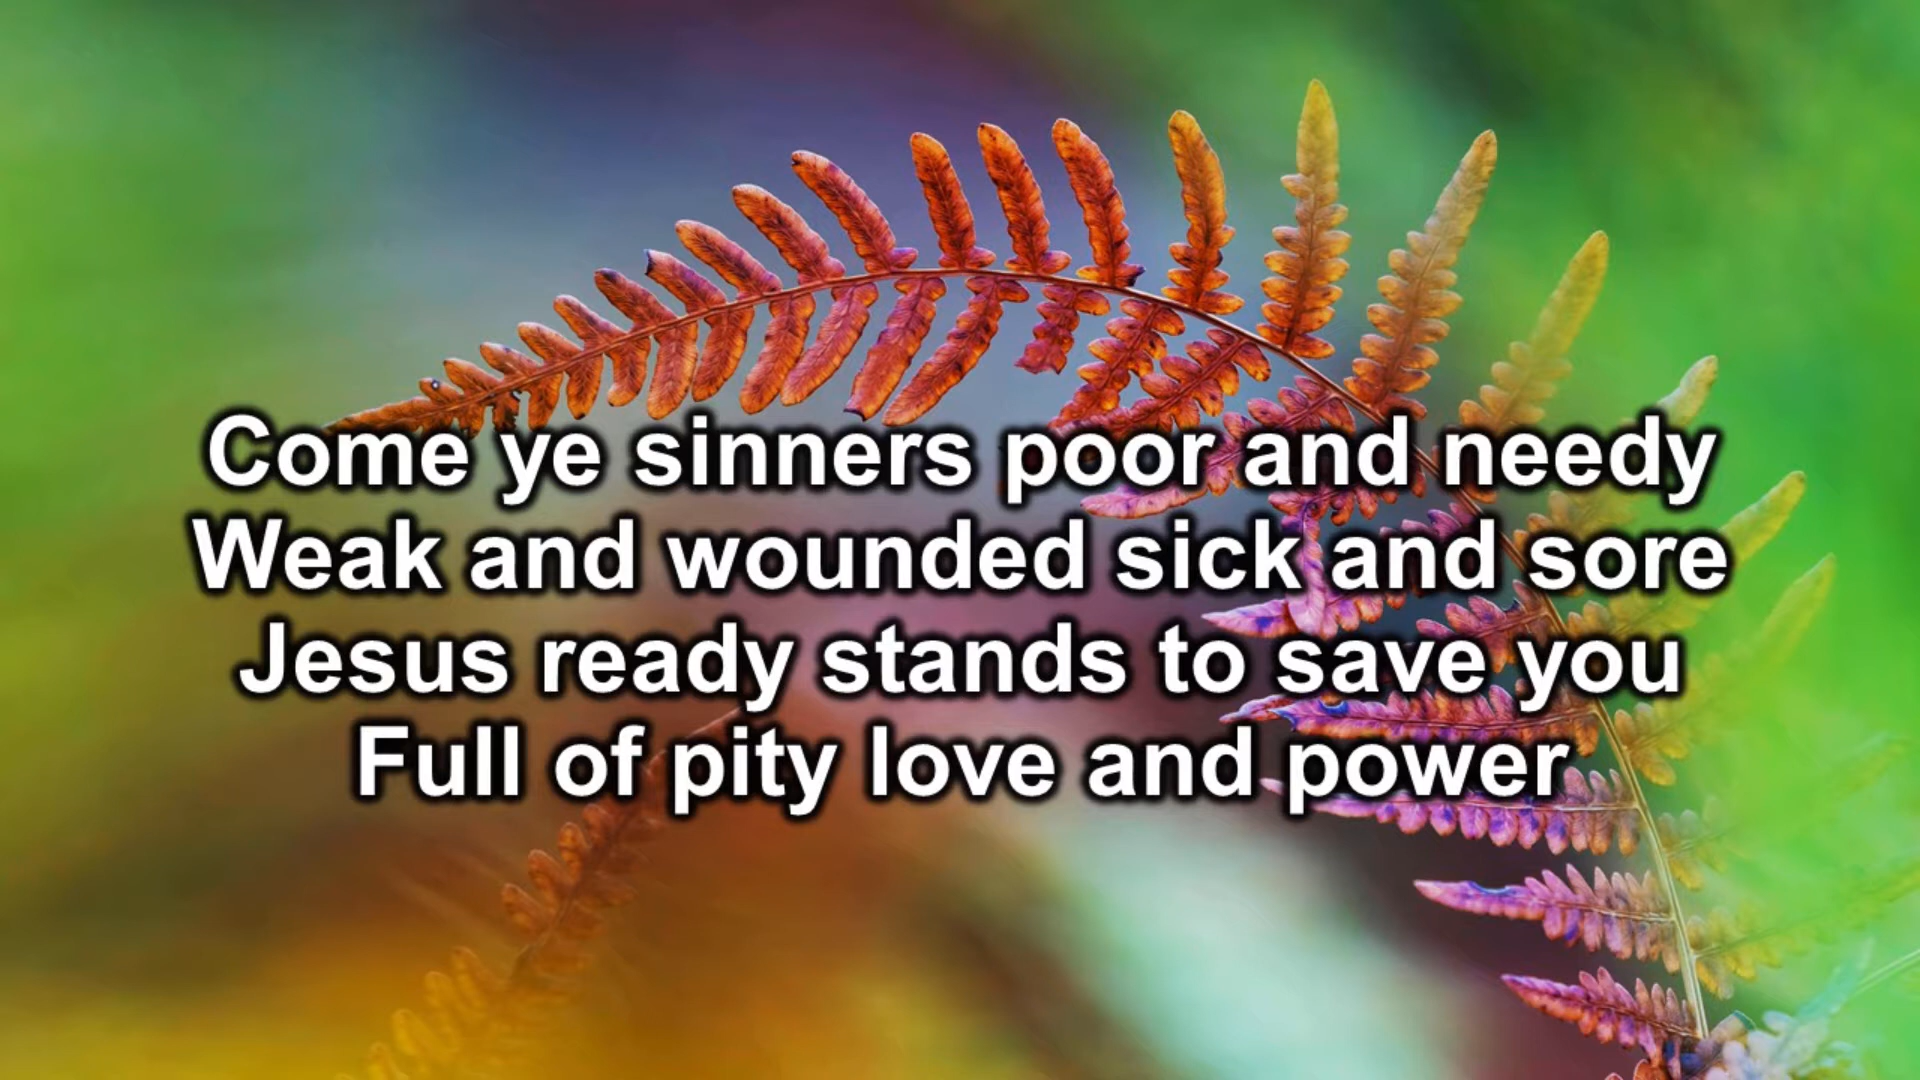 Come ye sinners poor and needy
Weak and wounded sick and sore
Jesus ready stands to save you
Full of pity love and power